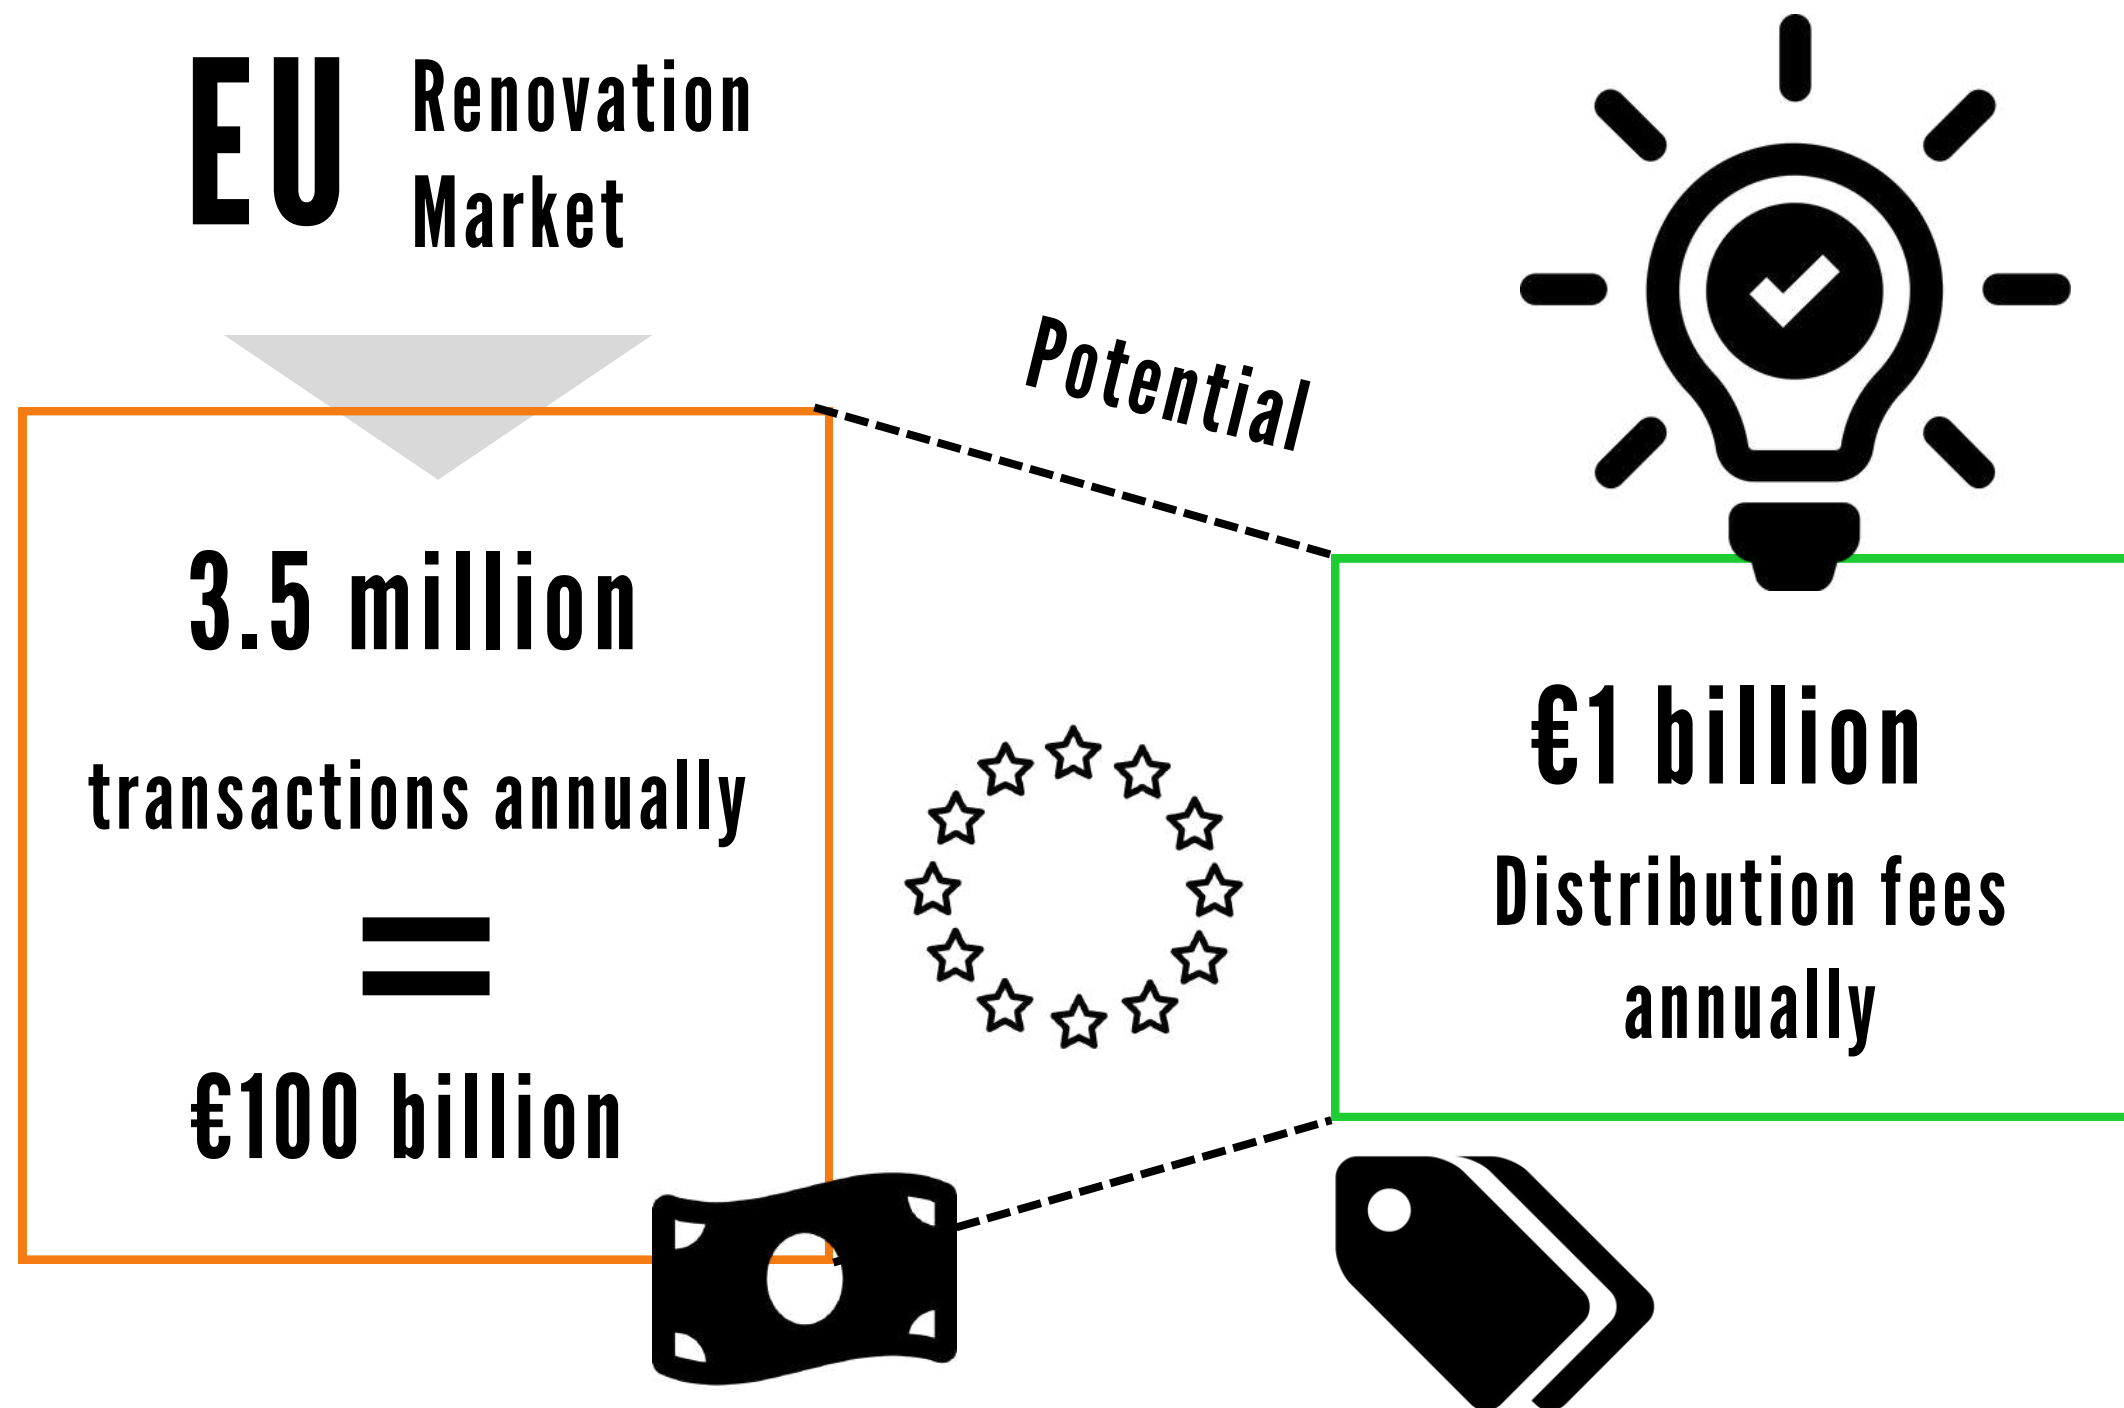 EU
Renovation
Market
Potential
3.5 million
transactions annually
=
€100 billion
€1 billion
Distribution fees
annually